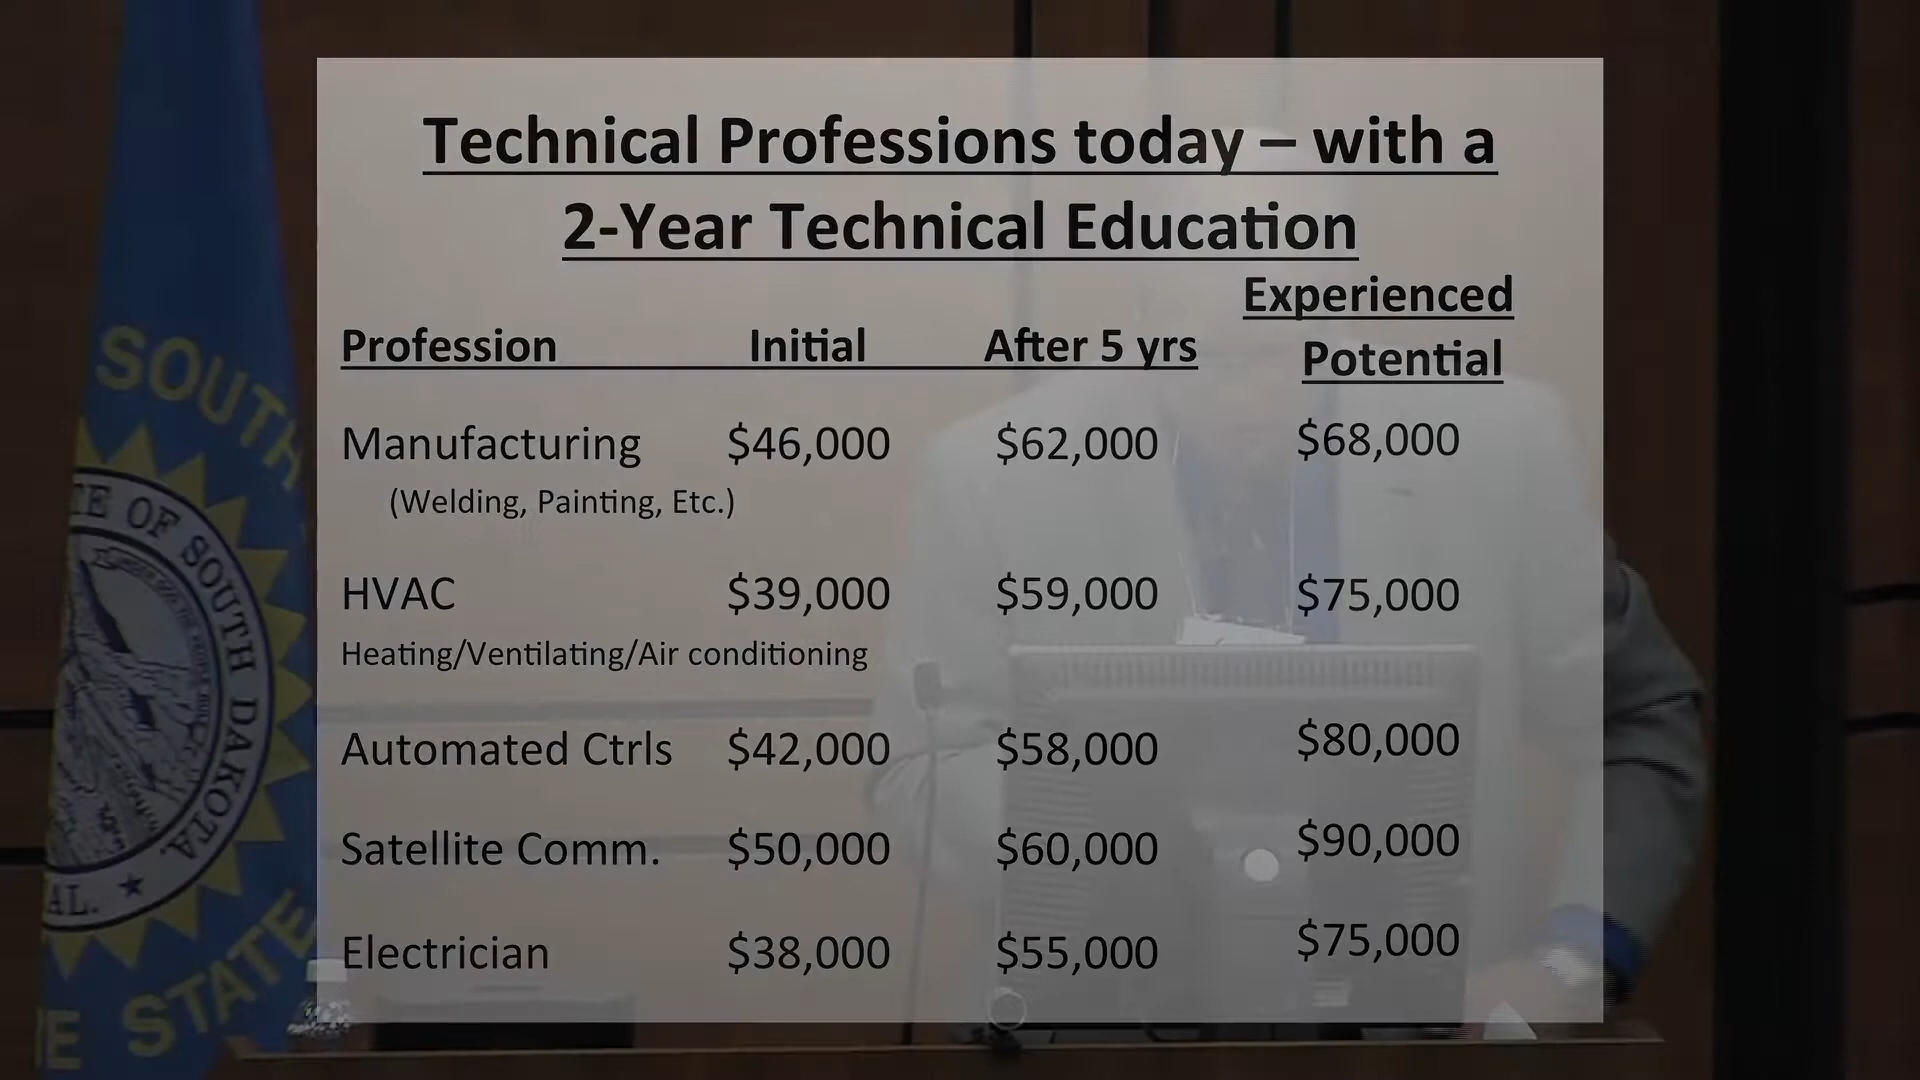 Technical Professions today – with a
2-Year Technical Education
Profession Initial After 5 yrs Experienced Potential
Manufacturing $46,000 $62,000 $68,000
(Welding, Painting, Etc.)
HVAC $39,000 $59,000 $75,000
Heating/Ventilating/Air conditioning
Automated Ctrls $42,000 $58,000 $80,000
Satellite Comm. $50,000 $60,000 $90,000
Electrician $38,000 $55,000 $75,000
SOUTH
OF SOUTH DAKOTA
STATE